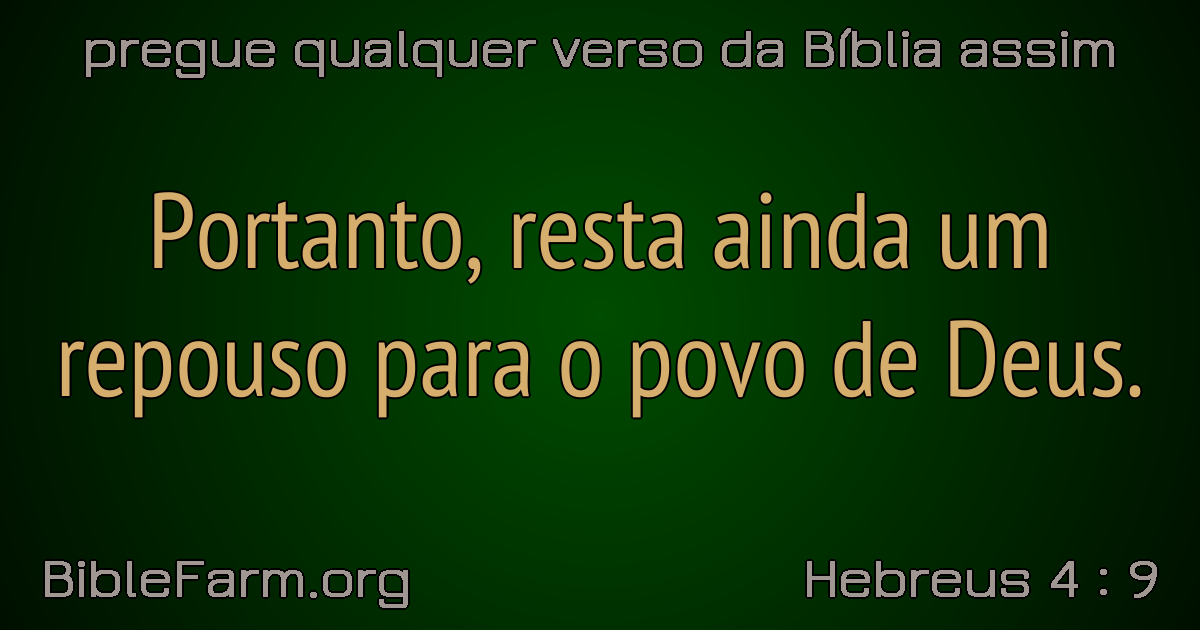 pregue qualquer verso da Bíblia assim
Portanto, resta ainda um
repouso para o povo de Deus.
BibleFarm.org
Hebreus 4 : 9